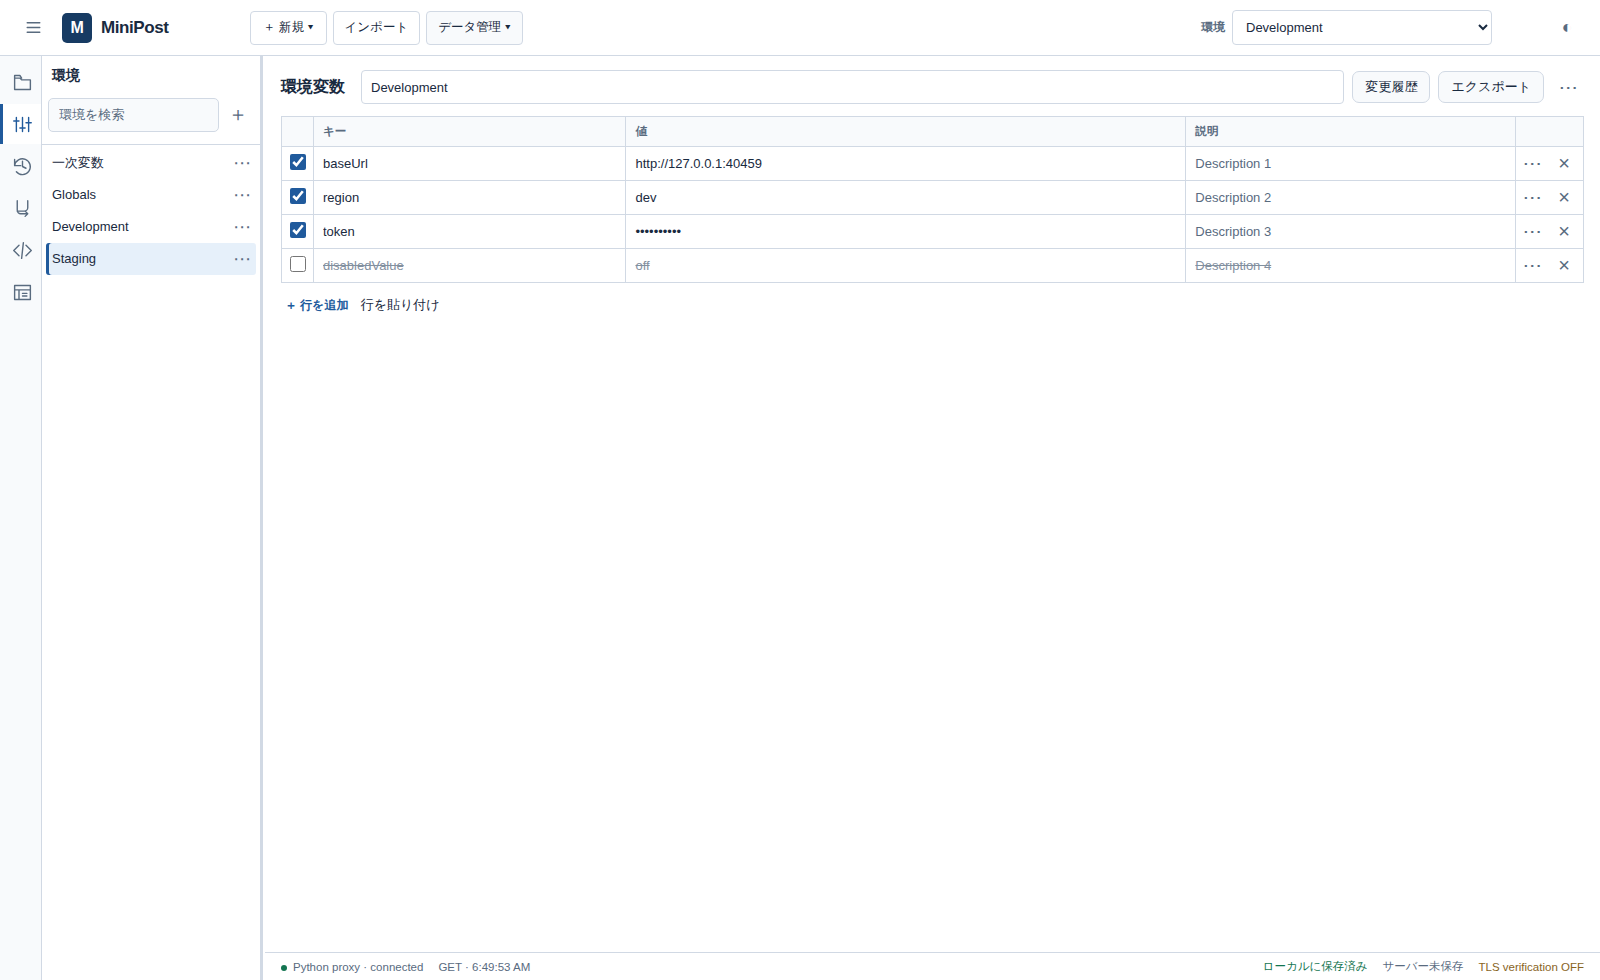 M MiniPost ＋ 新規 ▾ インポート データ管理 ▾ 環境 Development
環境
環境を検索 ＋
一次変数 ···
Globals ···
Development ···
Staging ···
環境変数 Development 変更履歴 エクスポート ···
キー 値 説明
baseUrl http://127.0.0.1:40459 Description 1 ··· ×
region dev Description 2 ··· ×
token •••••••••• Description 3 ··· ×
disabledValue off Description 4 ··· ×
+ 行を追加 行を貼り付け
Python proxy · connected GET · 6:49:53 AM ローカルに保存済み サーバー未保存 TLS verification OFF